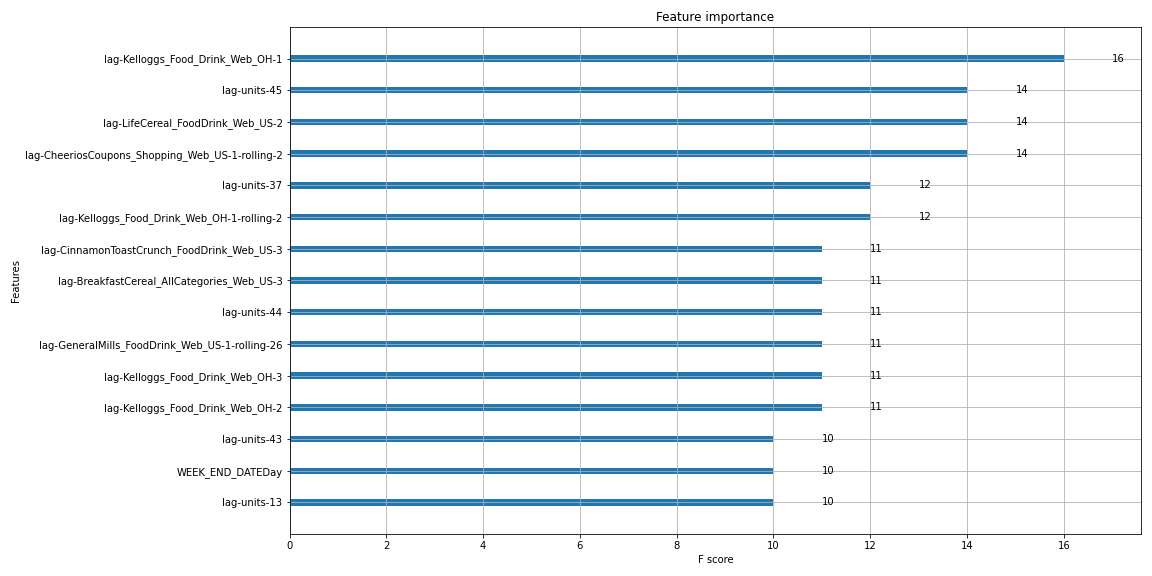 Feature importance
lag-Kelloggs_Food_Drink_Web_OH-1
16
lag-units-45
14
lag-LifeCereal_FoodDrink_Web_US-2
14
lag-CheeriosCoupons_Shopping_Web_US-1-rolling-2
14
lag-units-37
12
lag-Kelloggs_Food_Drink_Web_OH-1-rolling-2
12
lag-CinnamonToastCrunch_FoodDrink_Web_US-3
11
lag-BreakfastCereal_AllCategories_Web_US-3
11
lag-units-44
11
lag-GeneralMills_FoodDrink_Web_US-1-rolling-26
11
lag-Kelloggs_Food_Drink_Web_OH-3
11
lag-Kelloggs_Food_Drink_Web_OH-2
11
lag-units-43
10
WEEK_END_DATEDay
10
lag-units-13
10
Features
0 2 4 6 8 10 12 14 16
F score